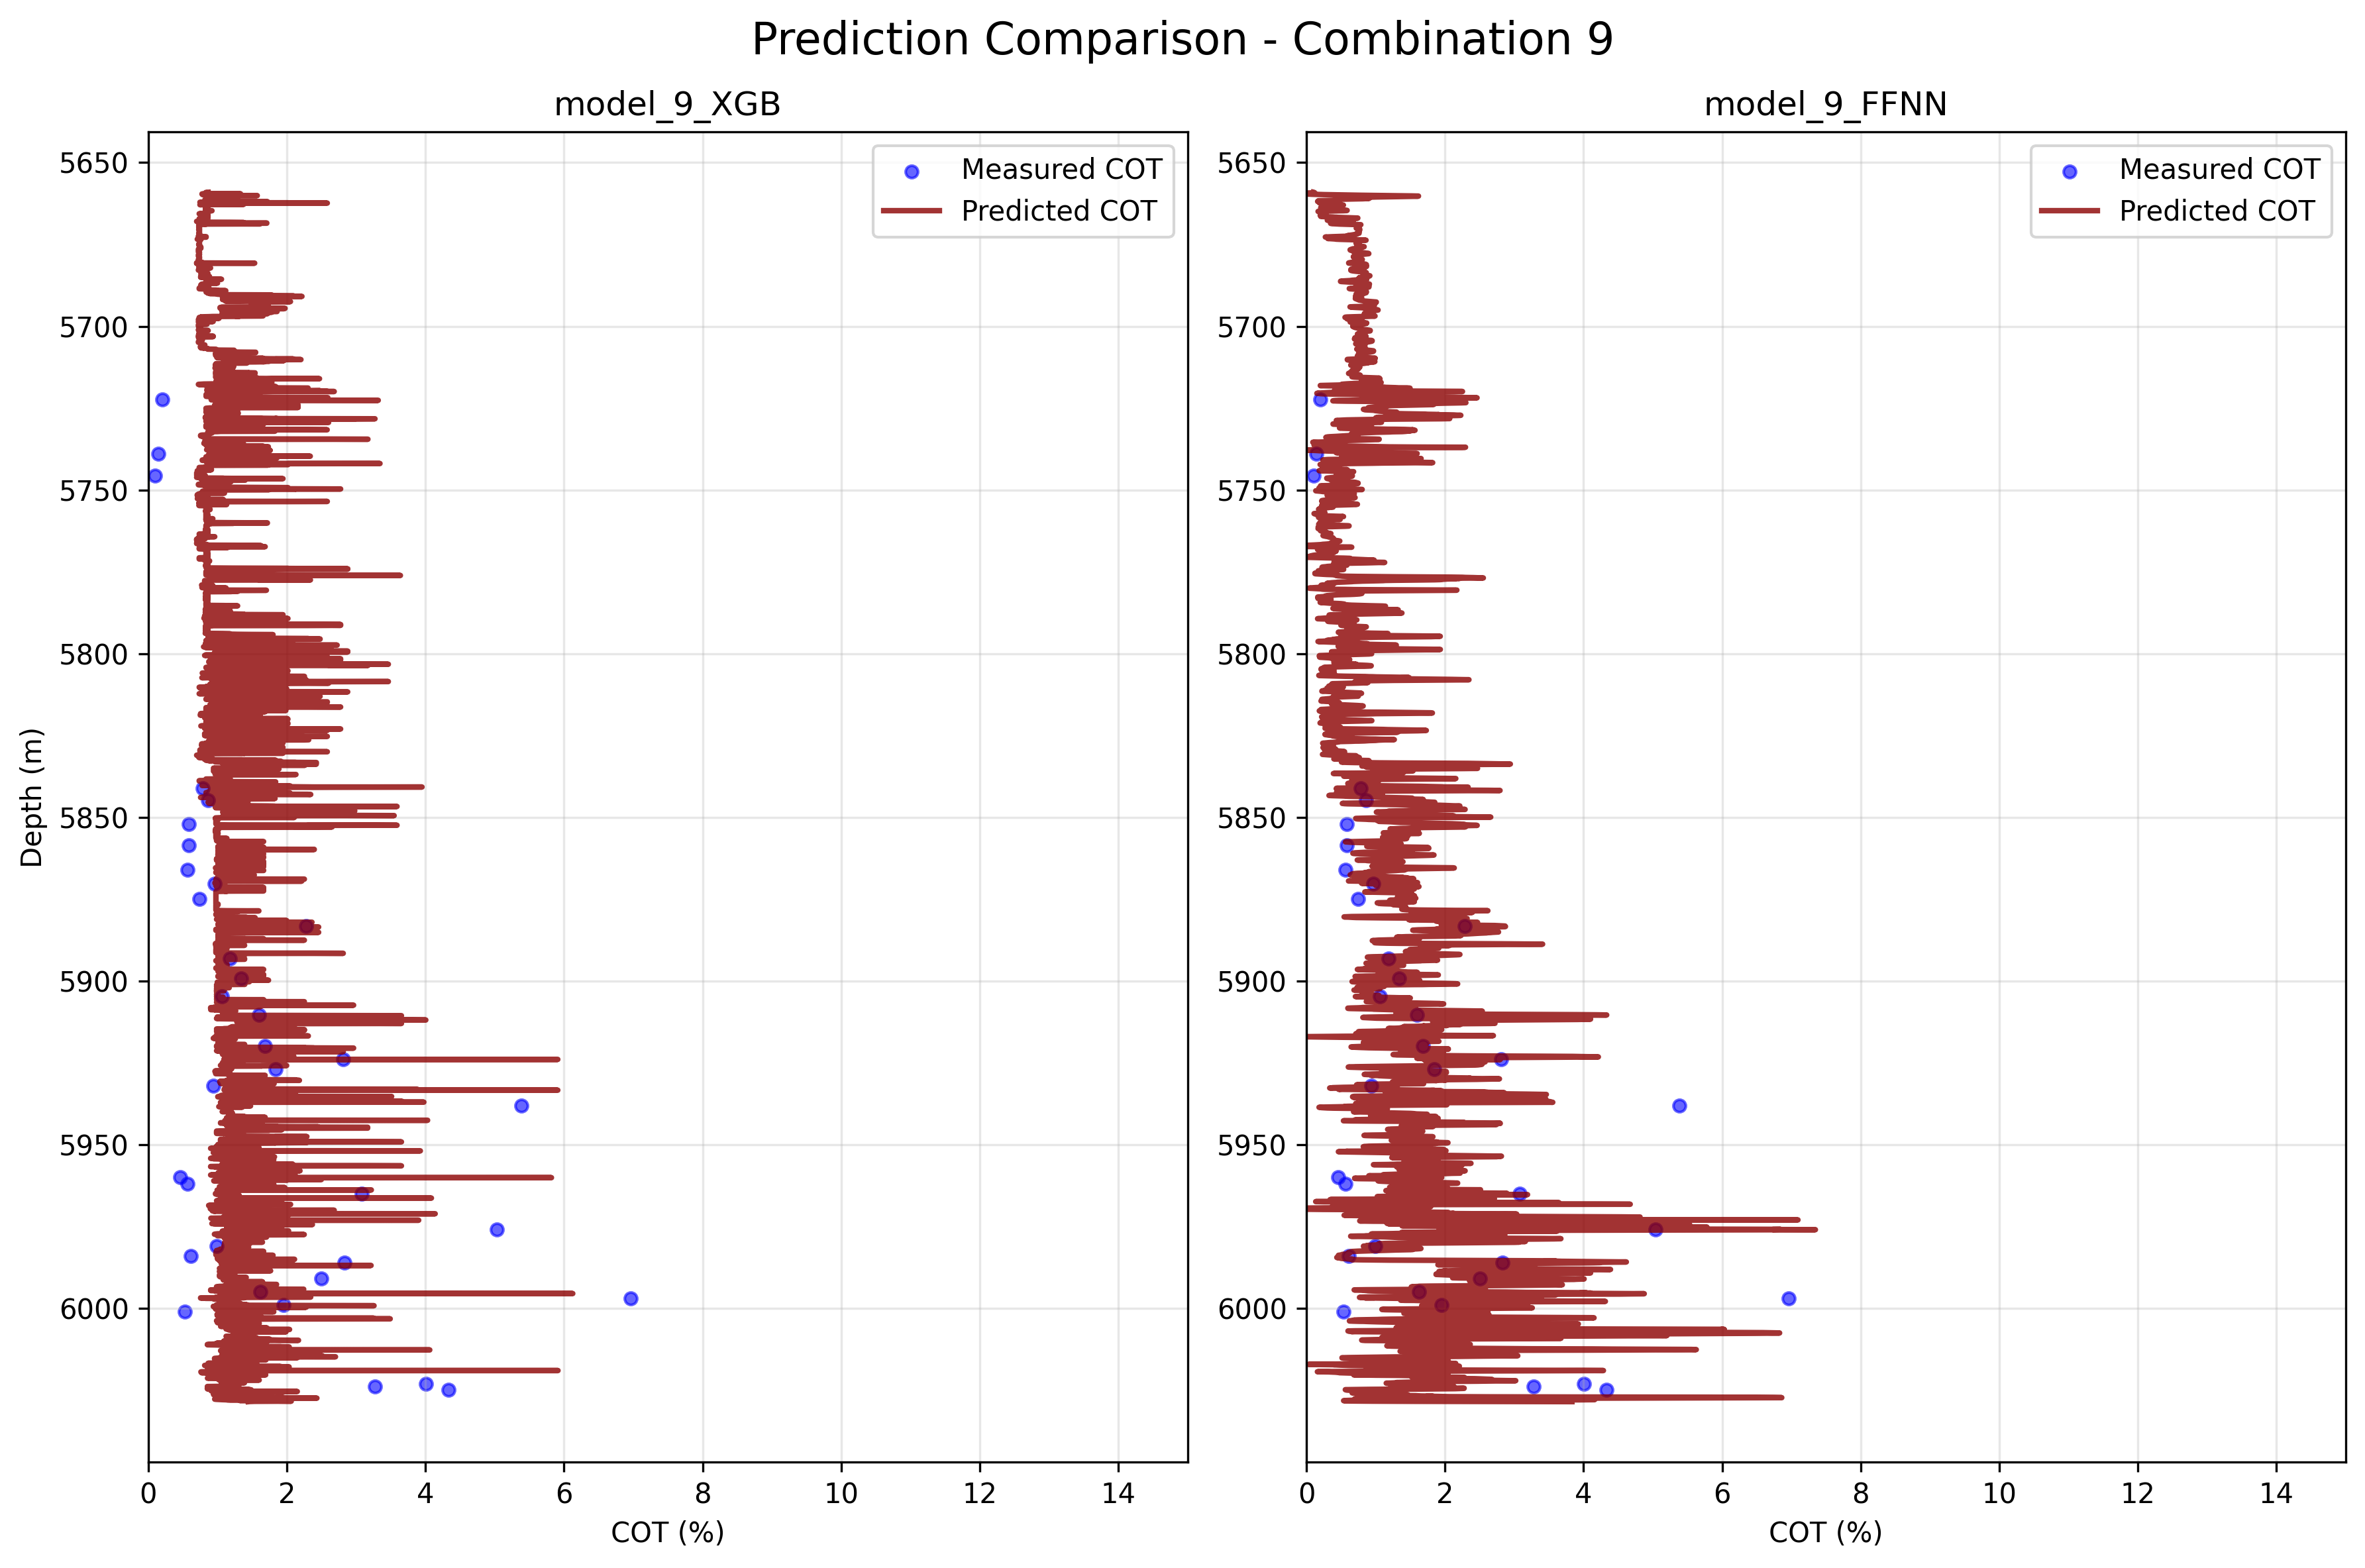 Prediction Comparison - Combination 9
model_9_XGB
model_9_FFNN
Measured COT
Predicted COT
Measured COT
Predicted COT
Depth (m)
5650
5700
5750
5800
5850
5900
5950
6000
0 2 4 6 8 10 12 14
COT (%)
5650
5700
5750
5800
5850
5900
5950
6000
0 2 4 6 8 10 12 14
COT (%)